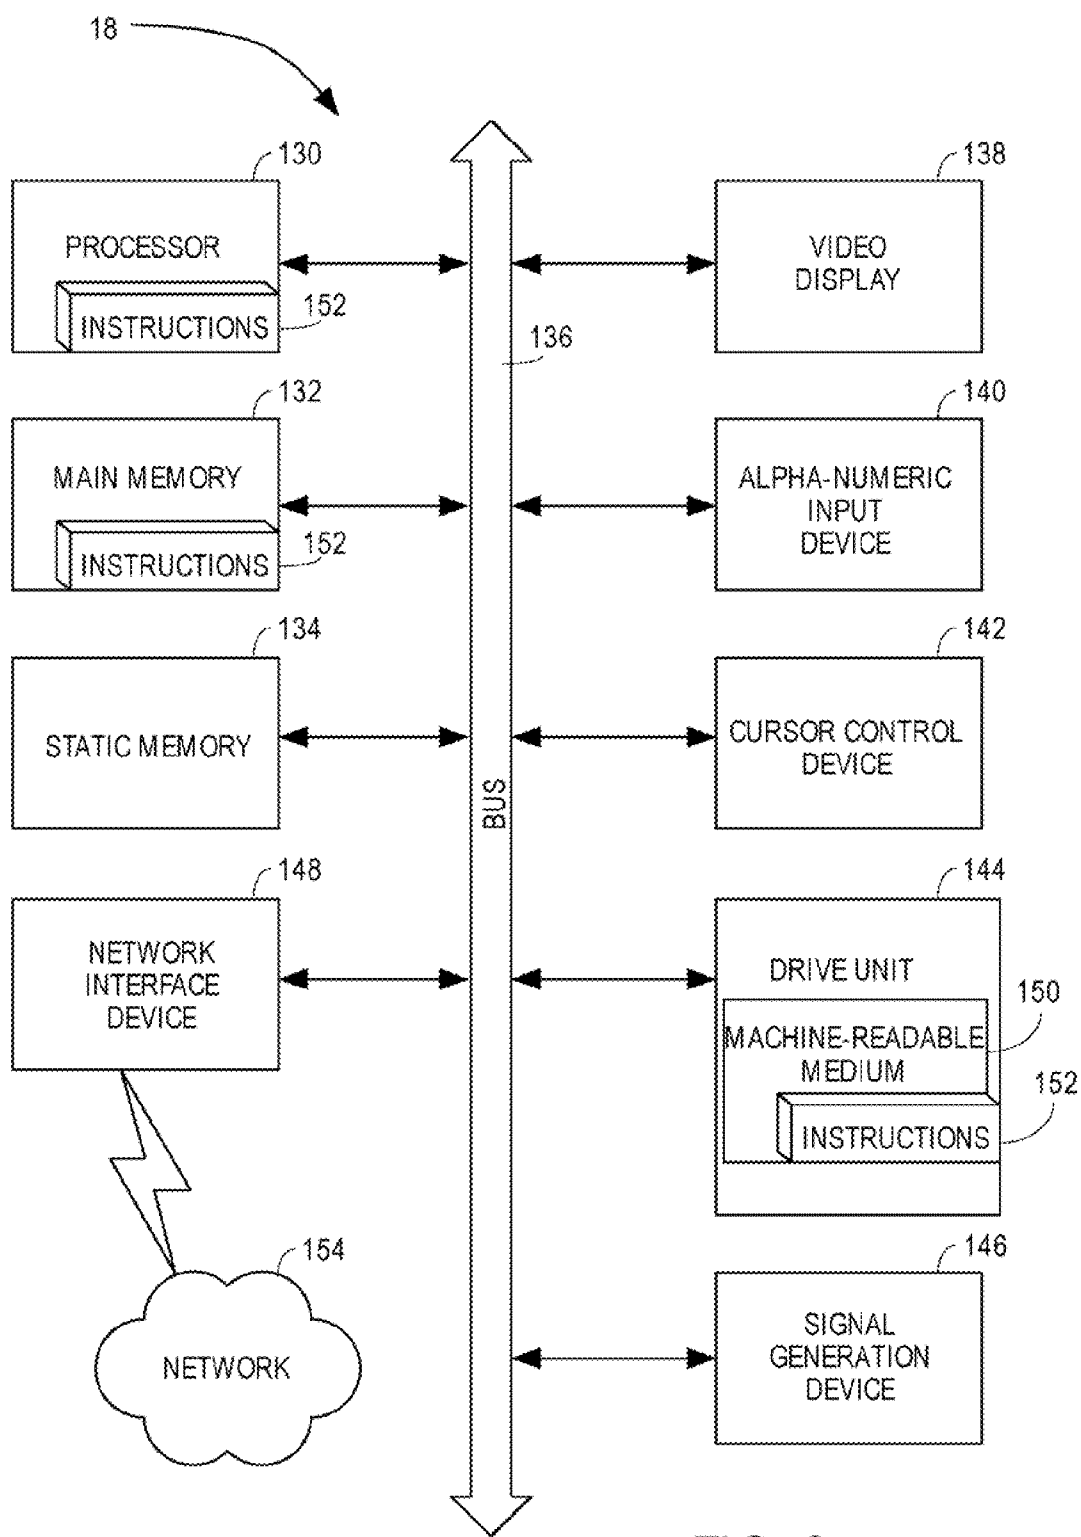 18
130
PROCESSOR
152
INSTRUCTIONS
132
MAIN MEMORY
152
INSTRUCTIONS
134
STATIC MEMORY
148
NETWORK
INTERFACE
DEVICE
154
NETWORK
136
BUS
138
VIDEO
DISPLAY
140
ALPHA-NUMERIC
INPUT
DEVICE
142
CURSOR CONTROL
DEVICE
144
DRIVE UNIT
150
MACHINE-READABLE
MEDIUM
152
INSTRUCTIONS
146
SIGNAL
GENERATION
DEVICE